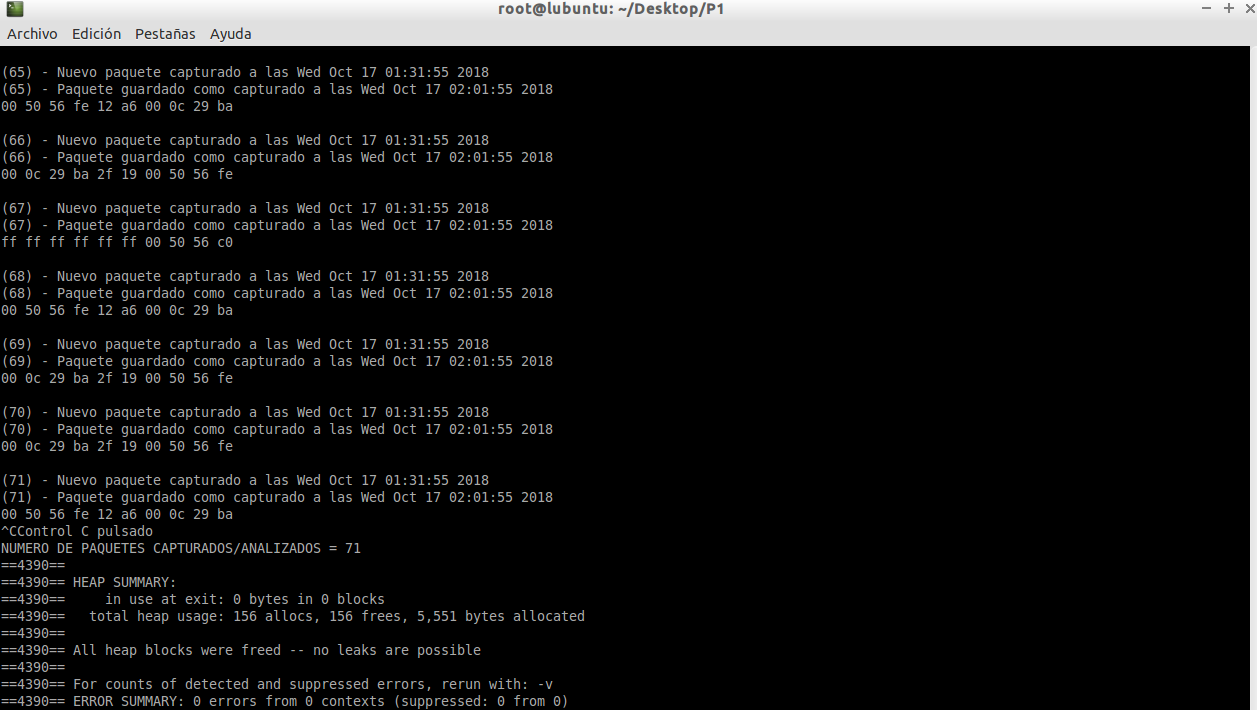 root@lubuntu: ~/Desktop/P1
Archivo Edición Pestañas Ayuda
(65) - Nuevo paquete capturado a las Wed Oct 17 01:31:55 2018
(65) - Paquete guardado como capturado a las Wed Oct 17 02:01:55 2018
00 50 56 fe 12 a6 00 0c 29 ba
(66) - Nuevo paquete capturado a las Wed Oct 17 01:31:55 2018
(66) - Paquete guardado como capturado a las Wed Oct 17 02:01:55 2018
00 0c 29 ba 2f 19 00 50 56 fe
(67) - Nuevo paquete capturado a las Wed Oct 17 01:31:55 2018
(67) - Paquete guardado como capturado a las Wed Oct 17 02:01:55 2018
ff ff ff ff ff ff 00 50 56 c0
(68) - Nuevo paquete capturado a las Wed Oct 17 01:31:55 2018
(68) - Paquete guardado como capturado a las Wed Oct 17 02:01:55 2018
00 50 56 fe 12 a6 00 0c 29 ba
(69) - Nuevo paquete capturado a las Wed Oct 17 01:31:55 2018
(69) - Paquete guardado como capturado a las Wed Oct 17 02:01:55 2018
00 0c 29 ba 2f 19 00 50 56 fe
(70) - Nuevo paquete capturado a las Wed Oct 17 01:31:55 2018
(70) - Paquete guardado como capturado a las Wed Oct 17 02:01:55 2018
00 0c 29 ba 2f 19 00 50 56 fe
(71) - Nuevo paquete capturado a las Wed Oct 17 01:31:55 2018
(71) - Paquete guardado como capturado a las Wed Oct 17 02:01:55 2018
00 50 56 fe 12 a6 00 0c 29 ba
^CControl C pulsado
NUMERO DE PAQUETES CAPTURADOS/ANALIZADOS = 71
==4390==
==4390== HEAP SUMMARY:
==4390==     in use at exit: 0 bytes in 0 blocks
==4390==   total heap usage: 156 allocs, 156 frees, 5,551 bytes allocated
==4390==
==4390== All heap blocks were freed -- no leaks are possible
==4390==
==4390== For counts of detected and suppressed errors, rerun with: -v
==4390== ERROR SUMMARY: 0 errors from 0 contexts (suppressed: 0 from 0)